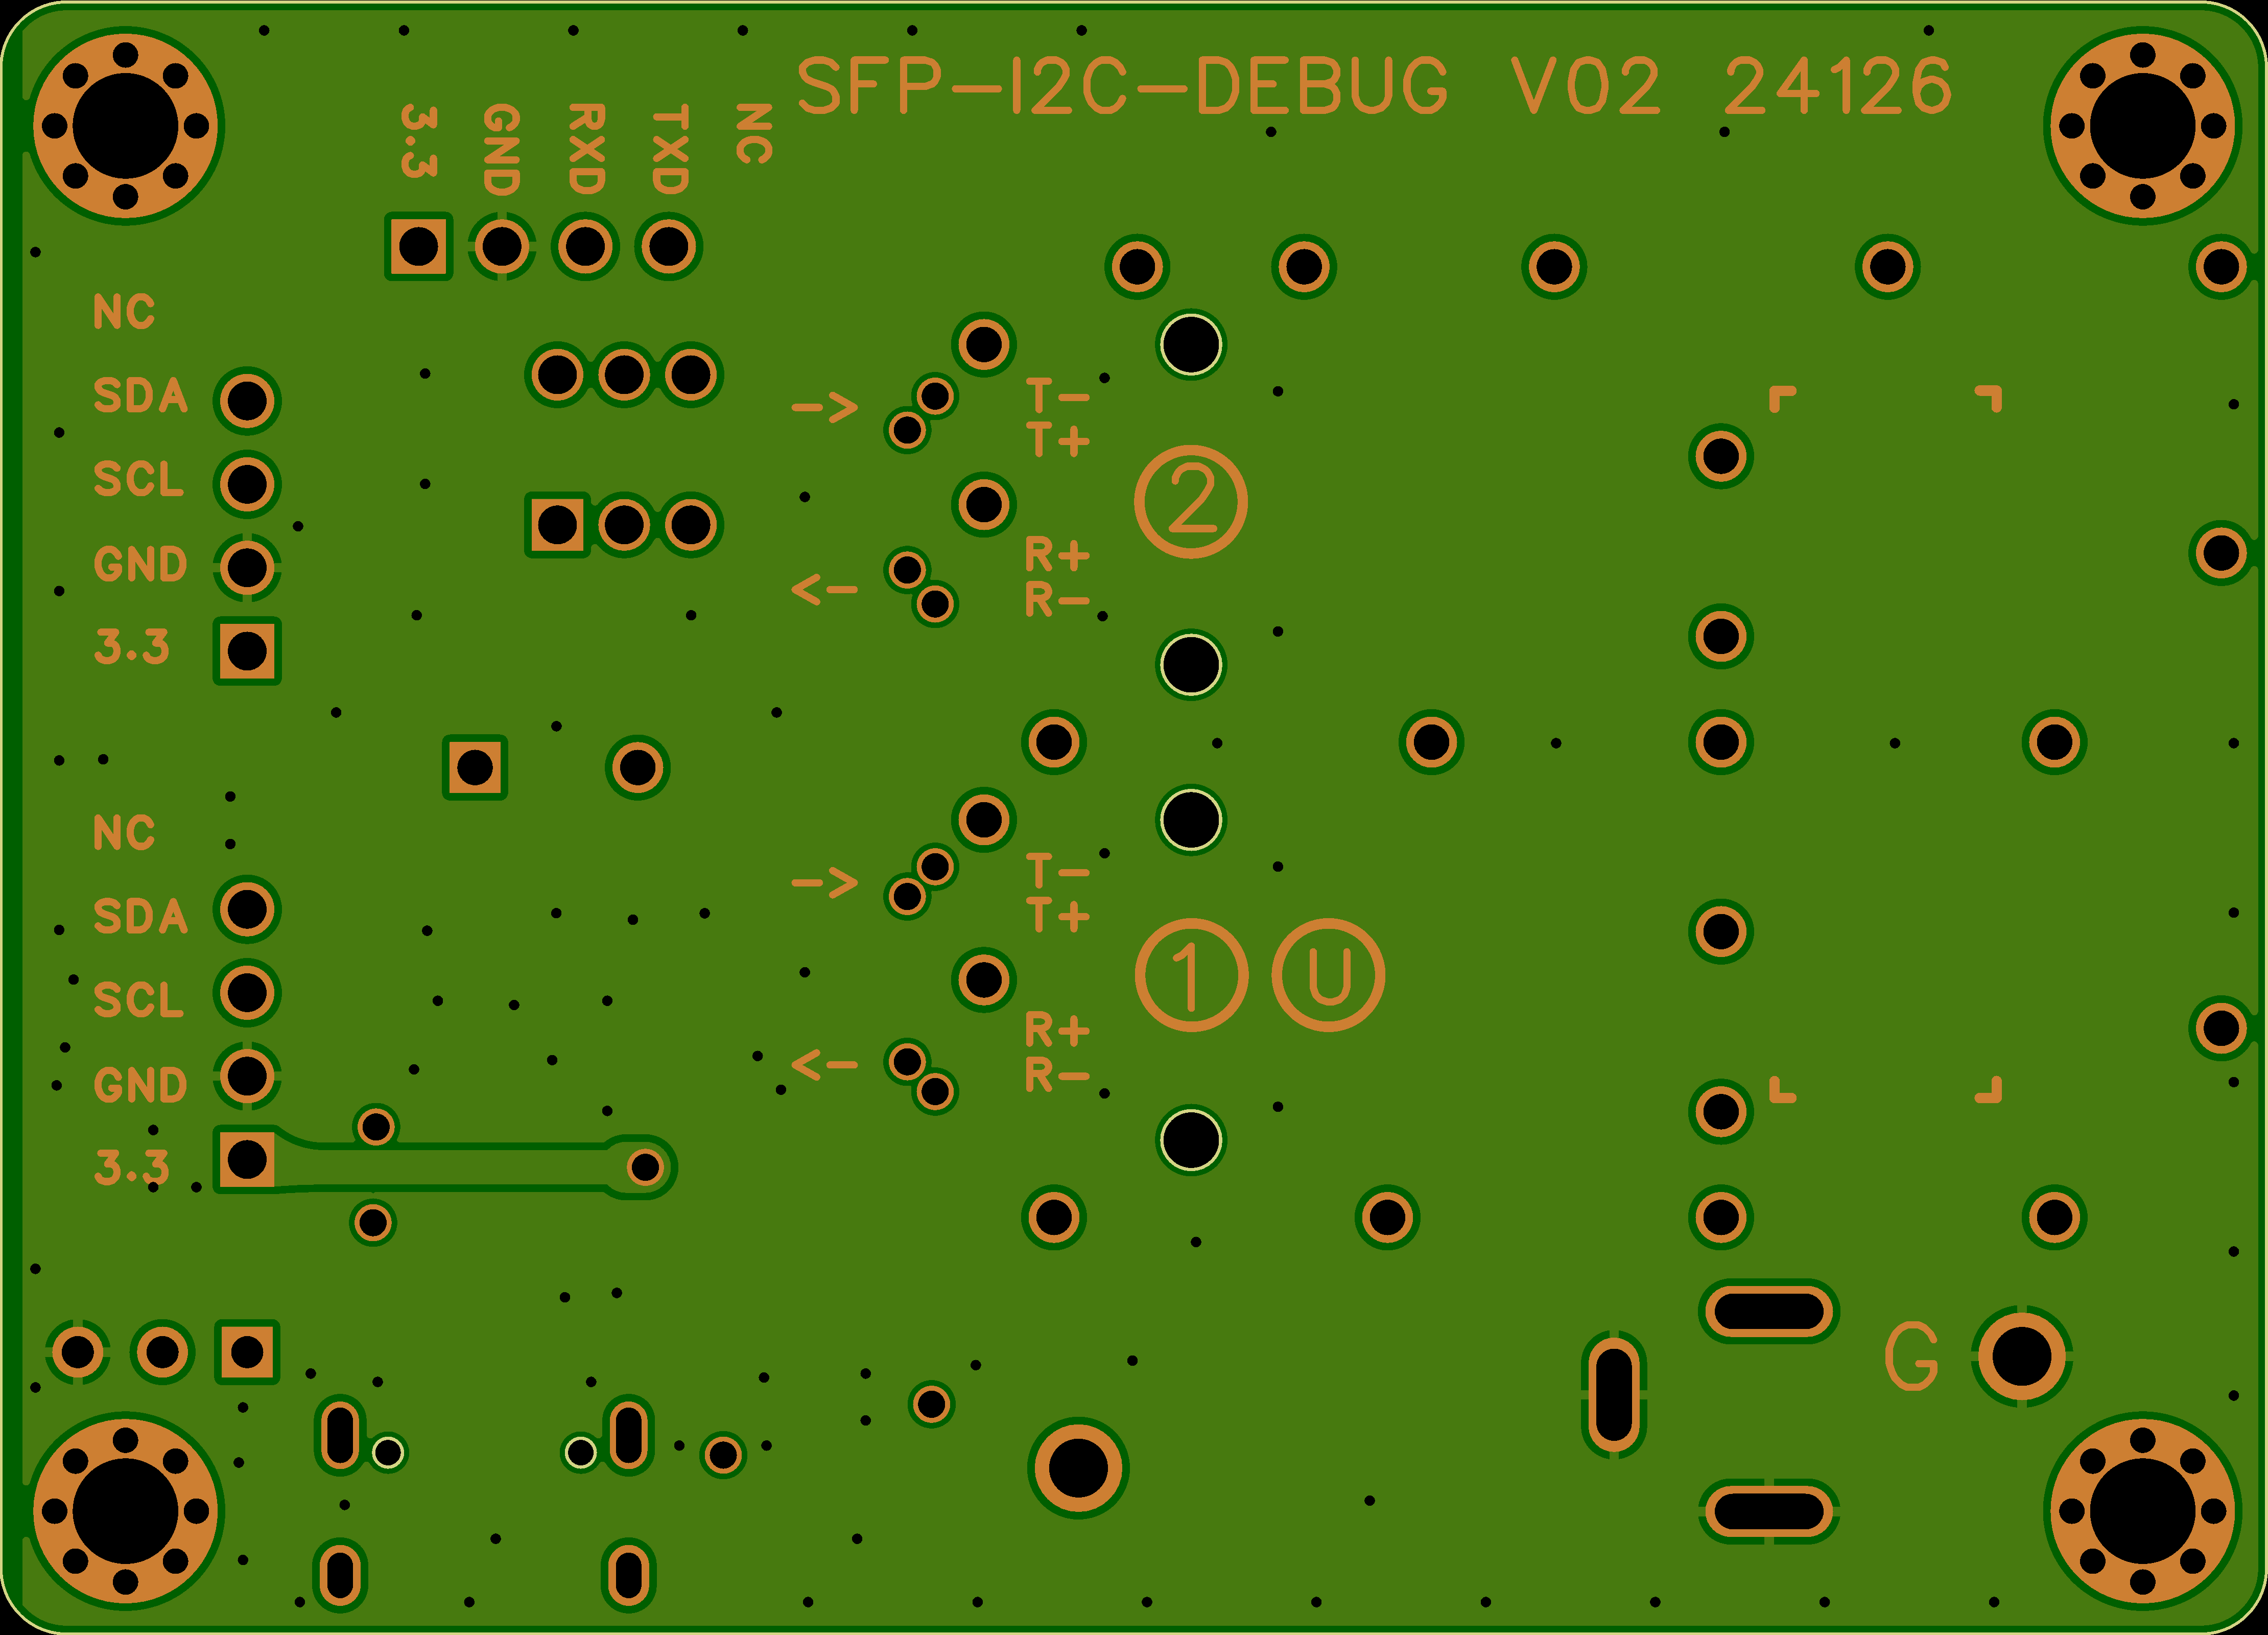 SFP-I2C-DEBUG V02 24126
3.3
GND
RXD
TXD
NC
NC
SDA
SCL
GND
3.3
->
T-
T+
2
<-
R+
R-
NC
SDA
SCL
GND
3.3
->
T-
T+
1
U
<-
R+
R-
G